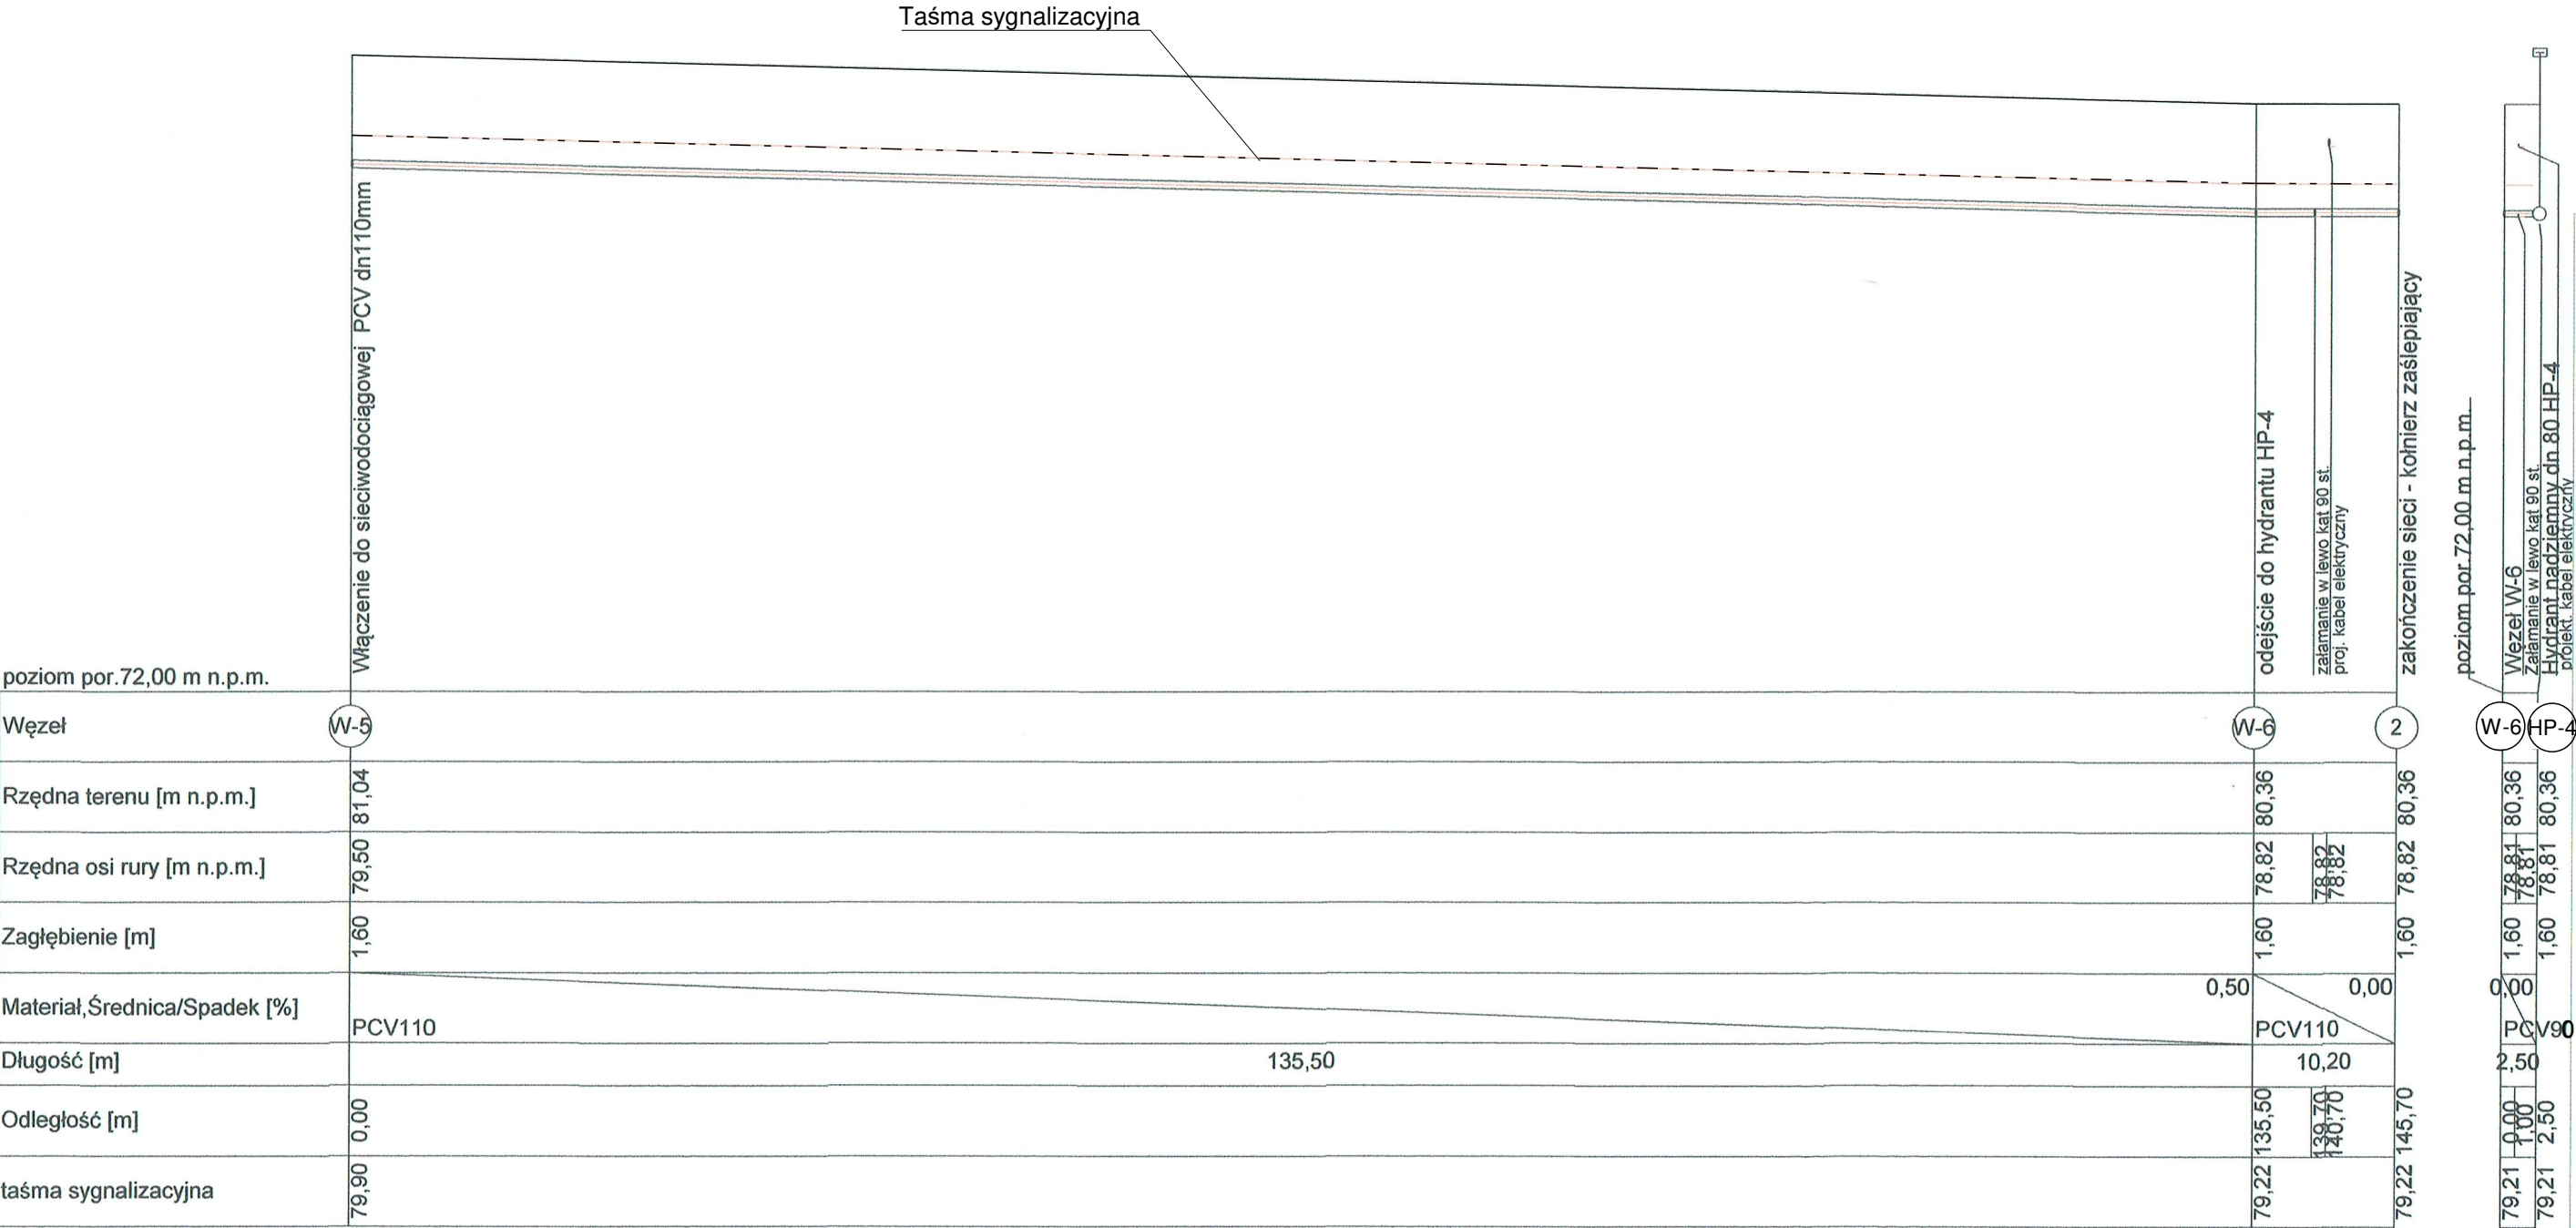 Taśma sygnalizacyjna
Włączenie do sieciwodociągowej PCV dn110mm
odejście do hydrantu HP-4
załamanie w lewo kąt 90 st.
proj. kabel elektryczny
zakończenie sieci - kołnierz zaślepiający
poziom por.72,00 m n.p.m.
Węzeł W-6
Załamanie w lewo kąt 90 st.
Hydrant nadziemny dn 80 HP-4
projekt. kabel elektryczny
poziom por.72,00 m n.p.m.
Węzeł W-5 W-6 2 W-6 HP-4
Rzędna terenu [m n.p.m.] 81,04 80,36 80,36 80,36 80,36
Rzędna osi rury [m n.p.m.] 79,50 78,82 78,82 78,82 78,82 78,81 78,81 78,81
Zagłębienie [m] 1,60 1,60 1,60 1,60 1,60
Materiał,Średnica/Spadek [%] PCV110 0,50 PCV110 0,00 0,00 PCV90
Długość [m] 135,50 10,20 2,50
Odległość [m] 0,00 135,50 139,70 140,70 145,70 0,00 1,00 2,50
taśma sygnalizacyjna 79,90 79,22 79,22 79,21 79,21